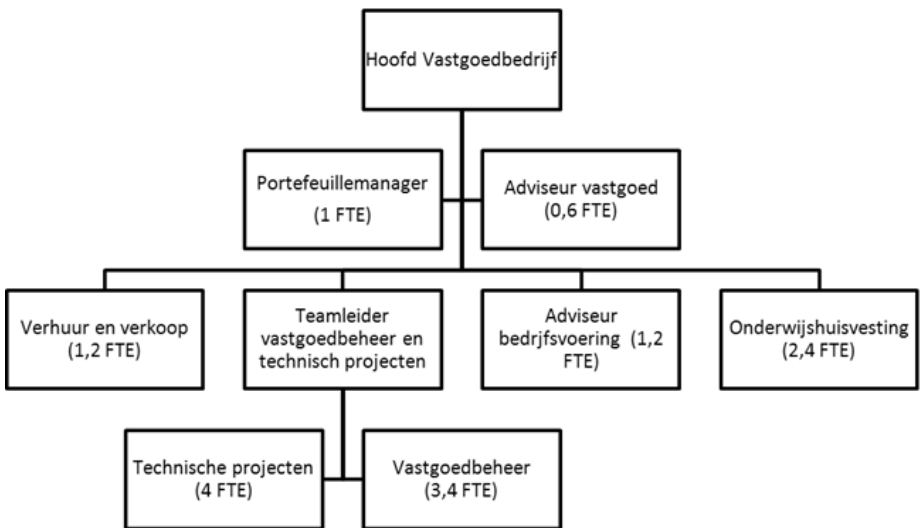 Hoofd Vastgoedbedrijf
Portefeuillemanager
(1 FTE)
Adviseur vastgoed
(0,6 FTE)
Verhuur en verkoop
(1,2 FTE)
Teamleider
vastgoedbeheer en
technisch projecten
Adviseur
bedrjfsvoering (1,2
FTE)
Onderwijshuisvesting
(2,4 FTE)
Technische projecten
(4 FTE)
Vastgoedbeheer
(3,4 FTE)